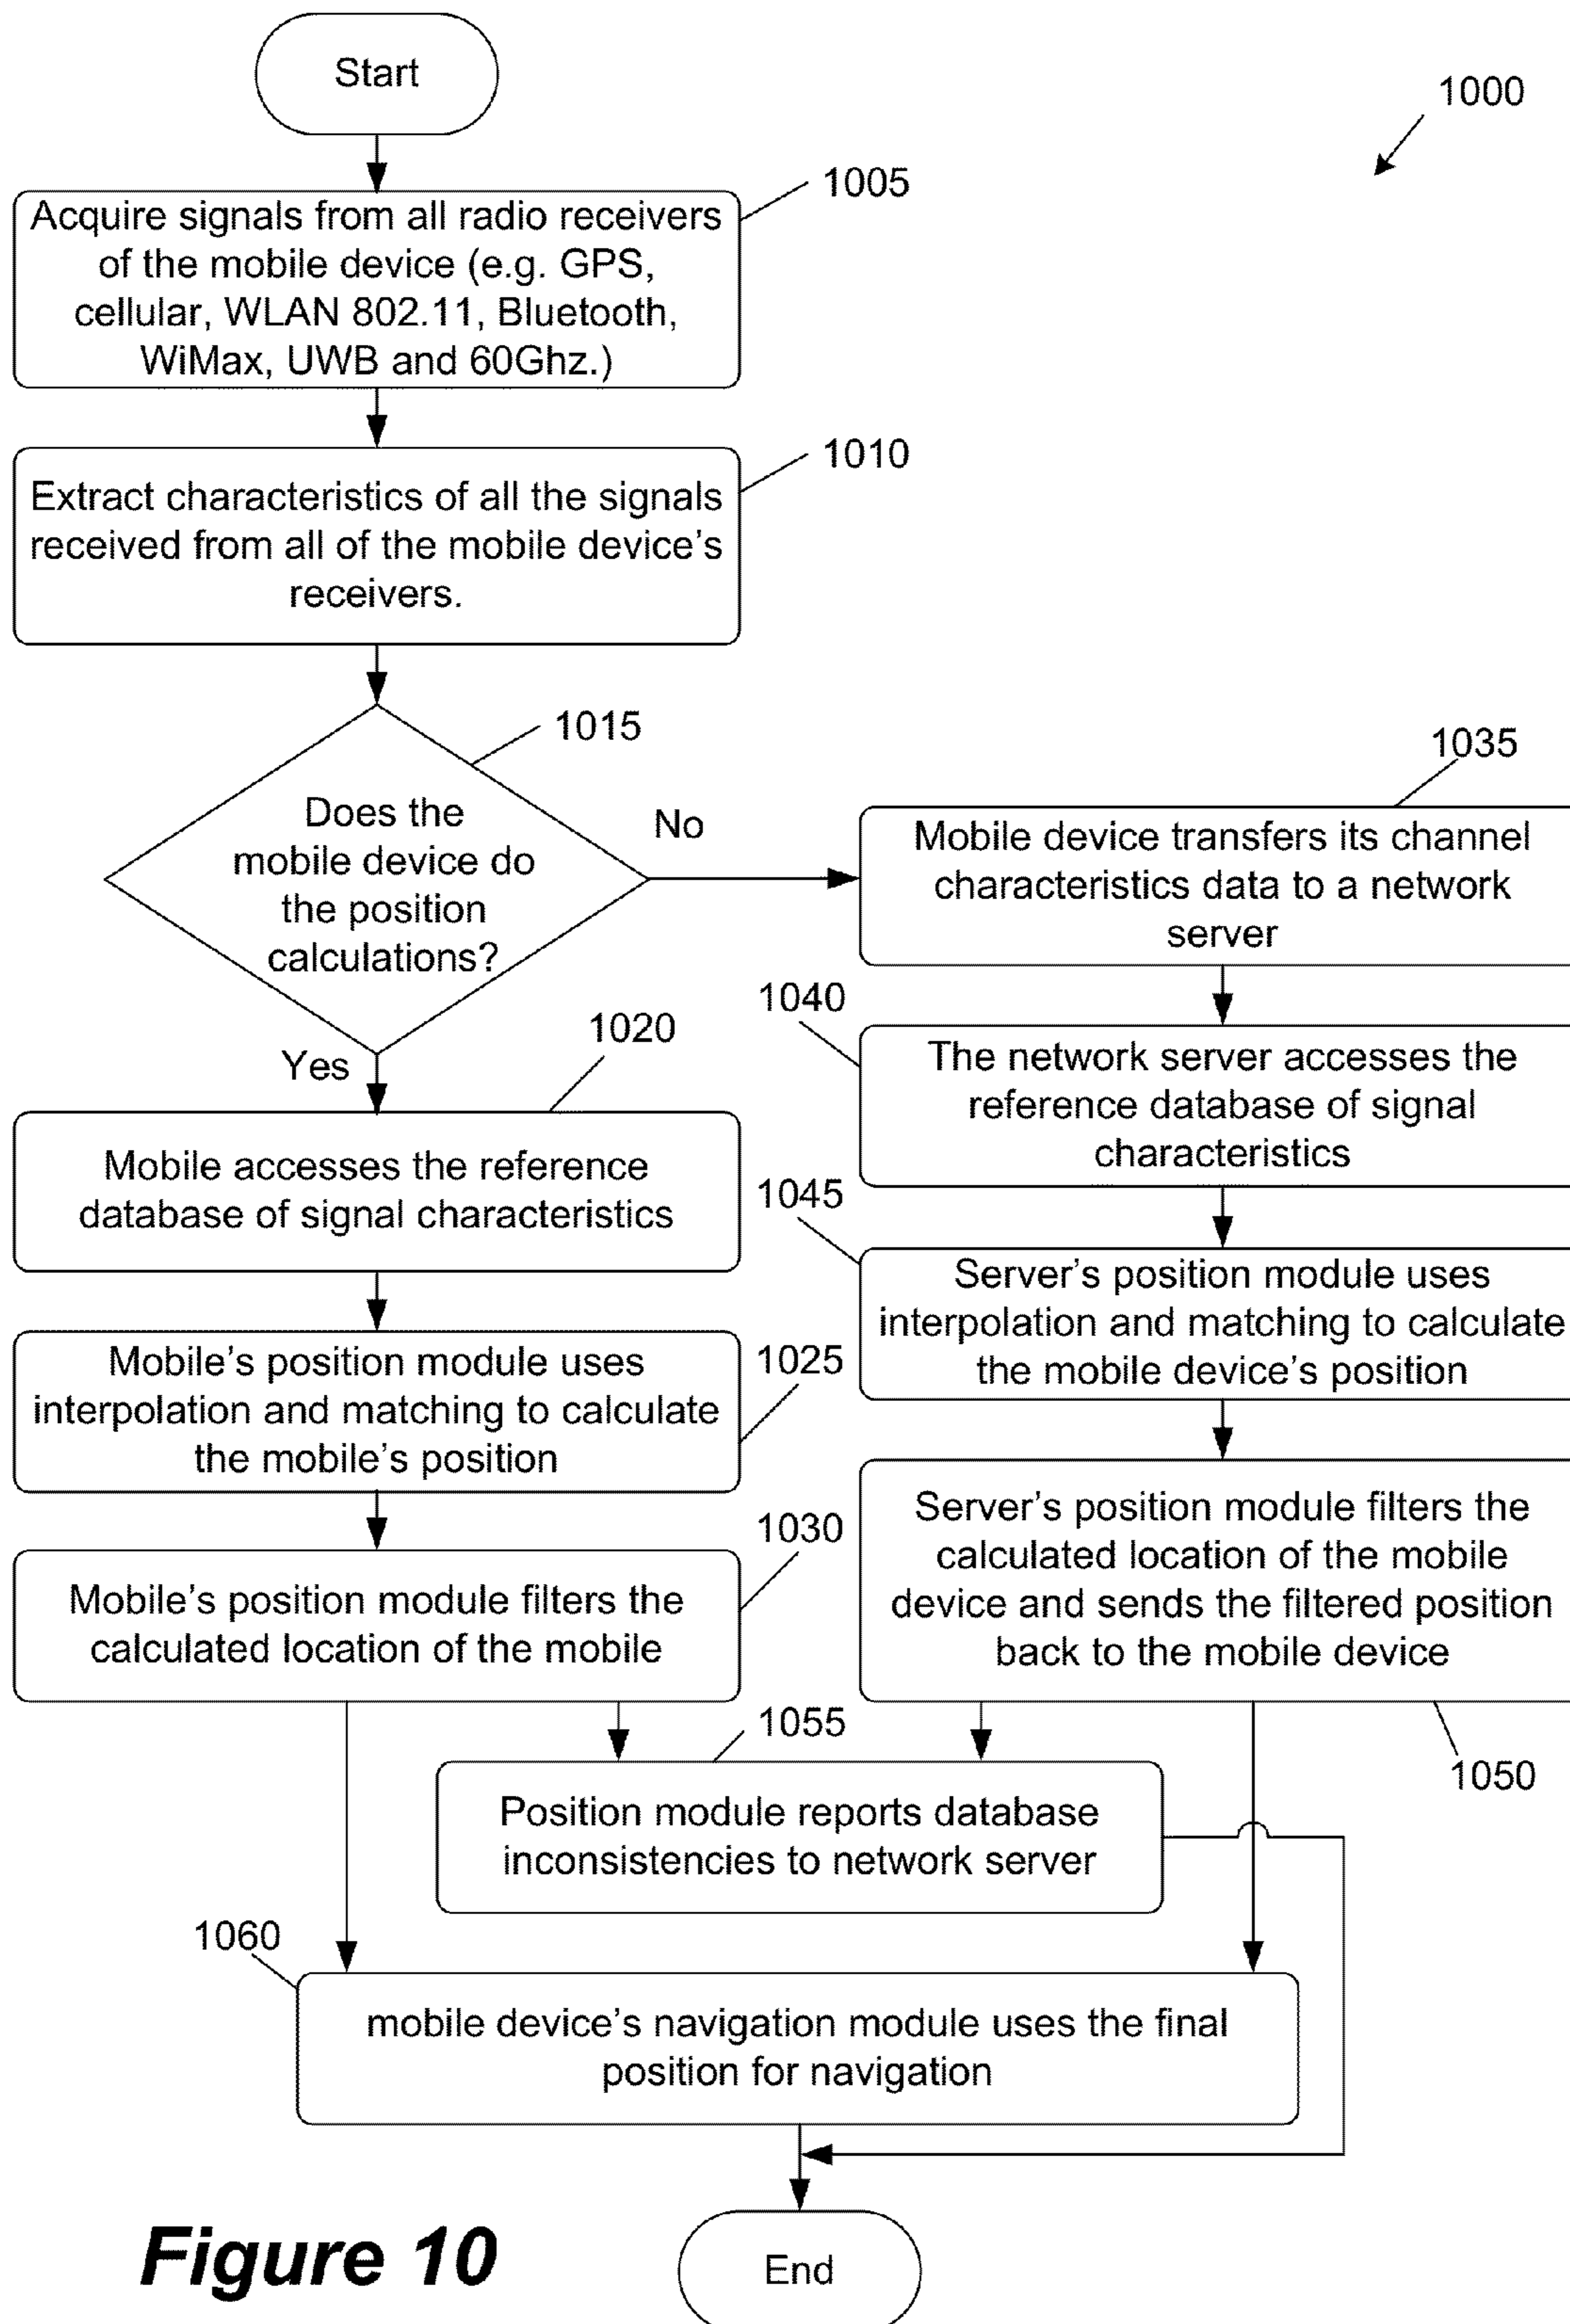 Start
1000
1005
Acquire signals from all radio receivers
of the mobile device (e.g. GPS,
cellular, WLAN 802.11, Bluetooth,
WiMax, UWB and 60Ghz.)
1010
Extract characteristics of all the signals
received from all of the mobile device's
receivers.
1015
Does the
mobile device do
the position
calculations?
No
Yes
1035
Mobile device transfers its channel
characteristics data to a network
server
1020
Mobile accesses the reference
database of signal characteristics
1040
The network server accesses the
reference database of signal
characteristics
1025
Mobile's position module uses
interpolation and matching to calculate
the mobile's position
1045
Server's position module uses
interpolation and matching to calculate
the mobile device's position
1030
Mobile's position module filters the
calculated location of the mobile
Server's position module filters the
calculated location of the mobile
device and sends the filtered position
back to the mobile device
1050
1055
Position module reports database
inconsistencies to network server
1060
mobile device's navigation module uses the final
position for navigation
End
Figure 10